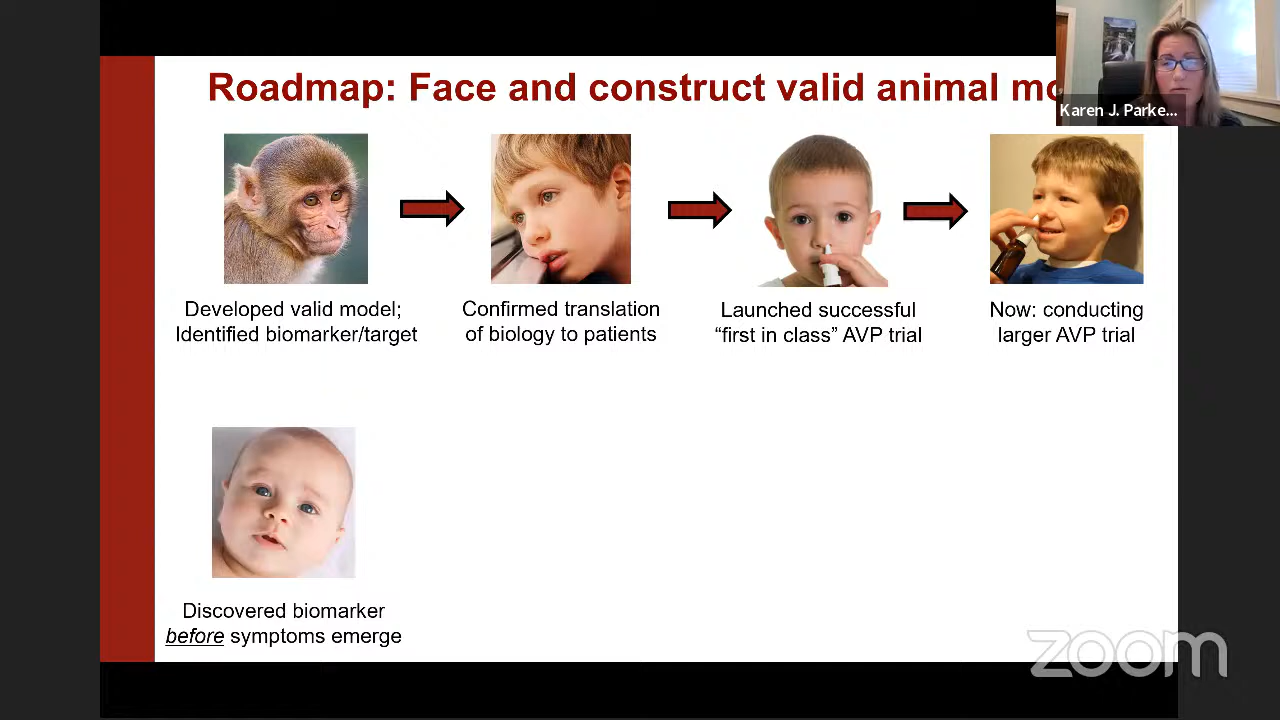 Roadmap: Face and construct valid animal
Karen J. Parke...
Developed valid model;
Identified biomarker/target
Confirmed translation
of biology to patients
Launched successful
“first in class” AVP trial
Now: conducting
larger AVP trial
Discovered biomarker
before symptoms emerge
zoom